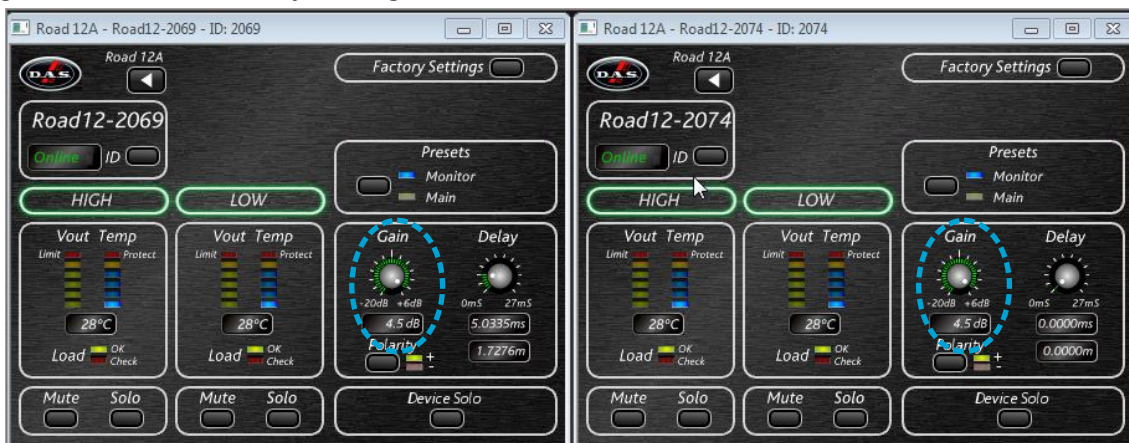 Road 12A - Road12-2069 - ID: 2069
D.A.S.
Road 12A
Factory Settings
Road12-2069
Online
ID
Presets
Monitor
Main
HIGH
LOW
Vout Temp
Limit
Protect
28°C
Load
OK
Check
Vout Temp
Limit
Protect
28°C
Load
OK
Check
Gain
-20dB +6dB
4.5 dB
Polarity
+
-
Delay
0mS 27mS
5.0335ms
1.7276m
Mute Solo
Mute Solo
Device Solo
Road 12A - Road12-2074 - ID: 2074
D.A.S.
Road 12A
Factory Settings
Road12-2074
Online
ID
Presets
Monitor
Main
HIGH
LOW
Vout Temp
Limit
Protect
28°C
Load
OK
Check
Vout Temp
Limit
Protect
28°C
Load
OK
Check
Gain
-20dB +6dB
4.5 dB
Polarity
+
-
Delay
0mS 27mS
0.0000ms
0.0000m
Mute Solo
Mute Solo
Device Solo